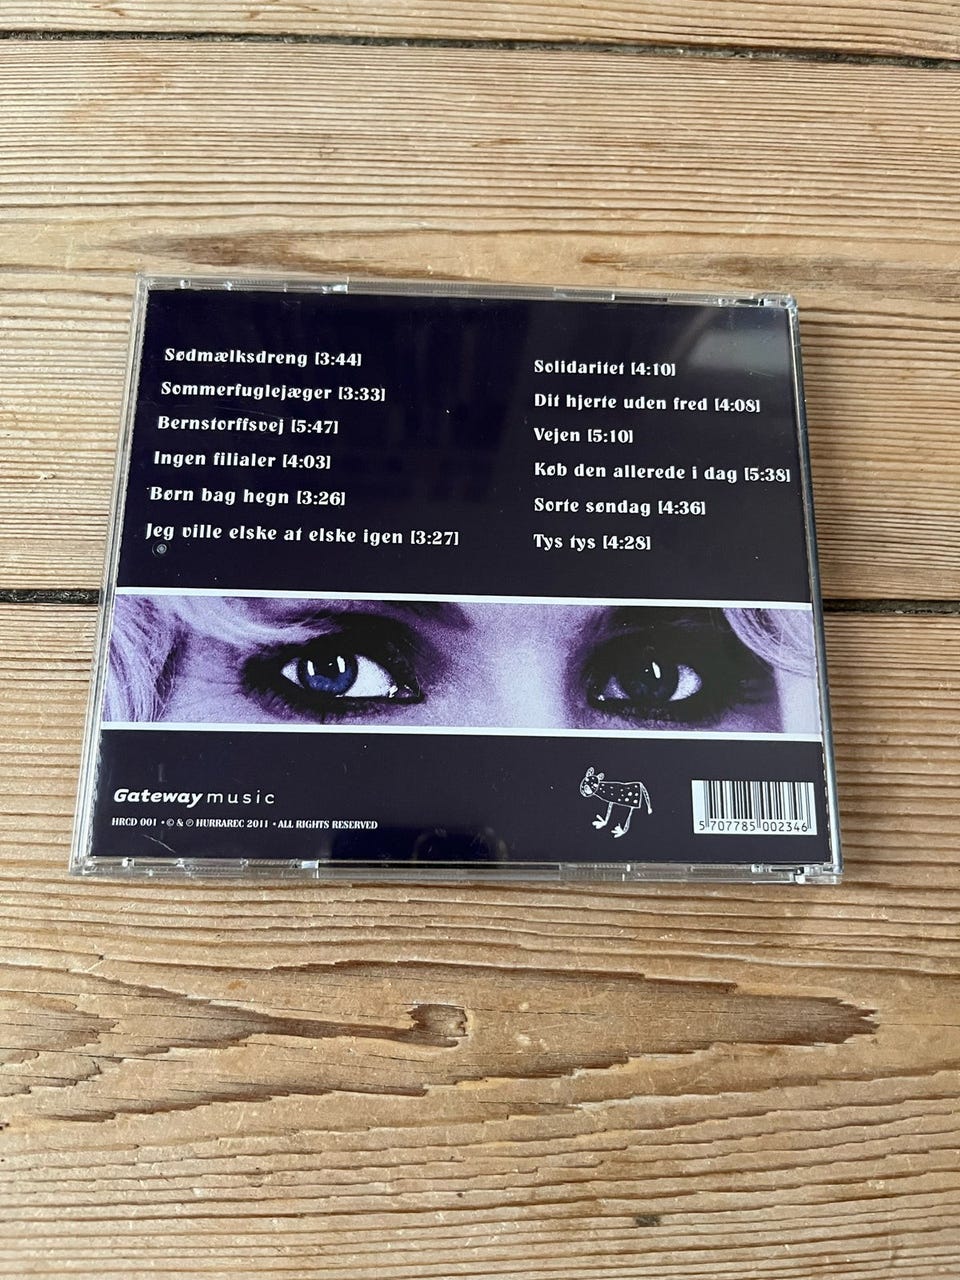 Sødmælksdreng [3:44]
Sommerfuglejæger [3:33]
Bernstorffsvej [5:47]
Ingen filialer [4:03]
Børn bag hegn [3:26]
Jeg ville elske at elske igen [3:27]
Solidaritet [4:10]
Dit hjerte uden fred [4:08]
Vejen [5:10]
Køb den allerede i dag [5:38]
Sorte søndag [4:36]
Tys tys [4:28]
Gateway music
HRCD 001 • © & ℗ HURRAREC 2011 • ALL RIGHTS RESERVED
5 707785 002346